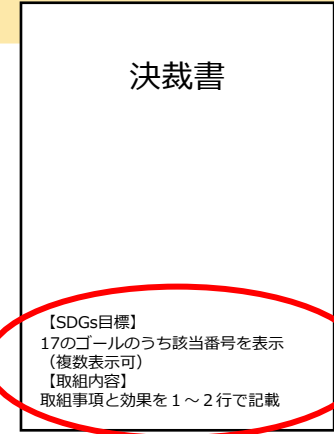 決裁書
【SDGs目標】
17のゴールのうち該当番号を表示
（複数表示可）
【取組内容】
取組事項と効果を１～２行で記載